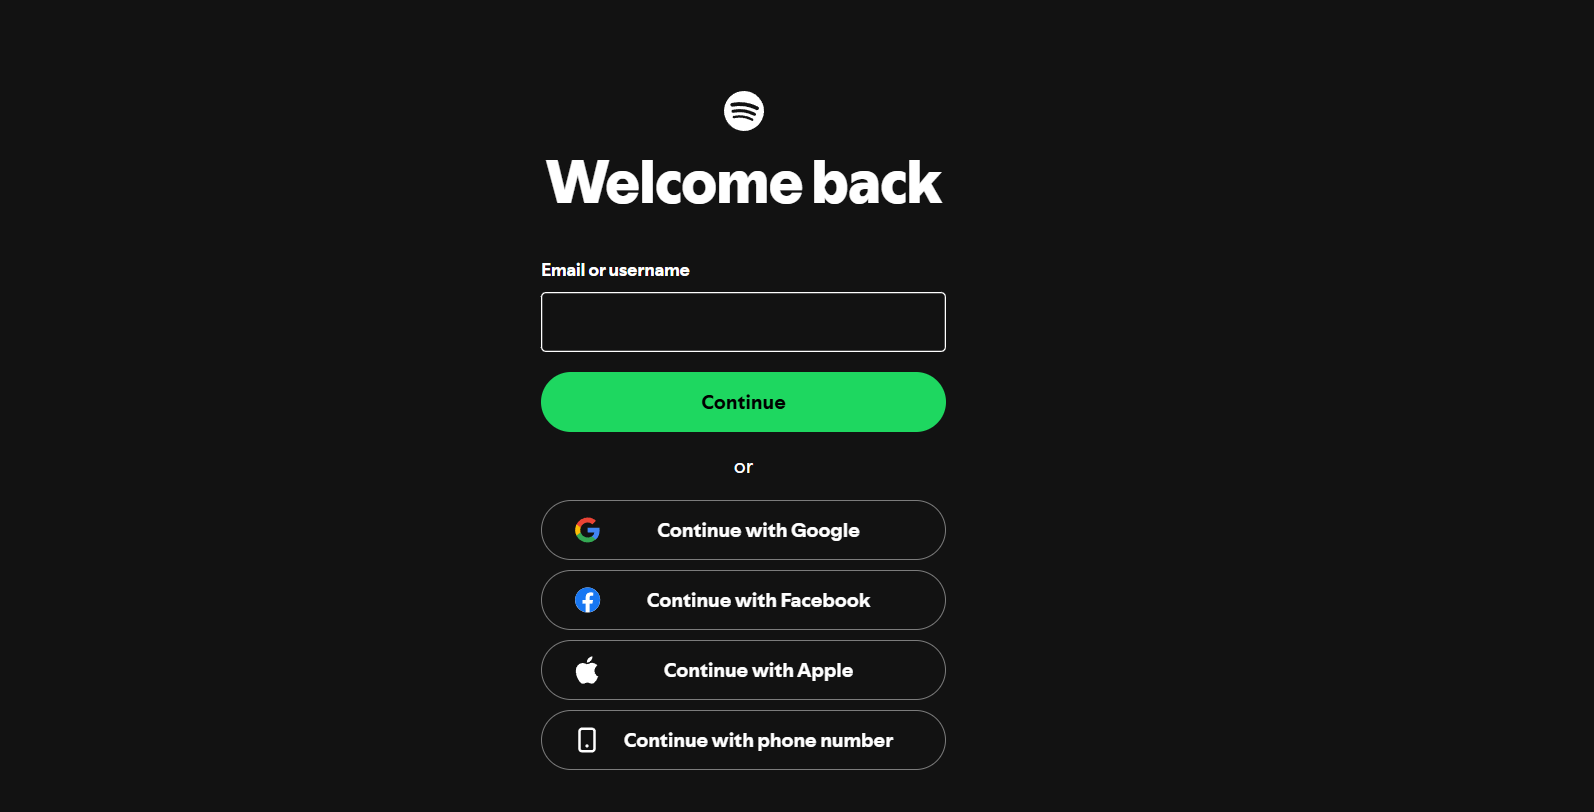 Welcome back
Email or username
Continue
or
Continue with Google
Continue with Facebook
Continue with Apple
Continue with phone number